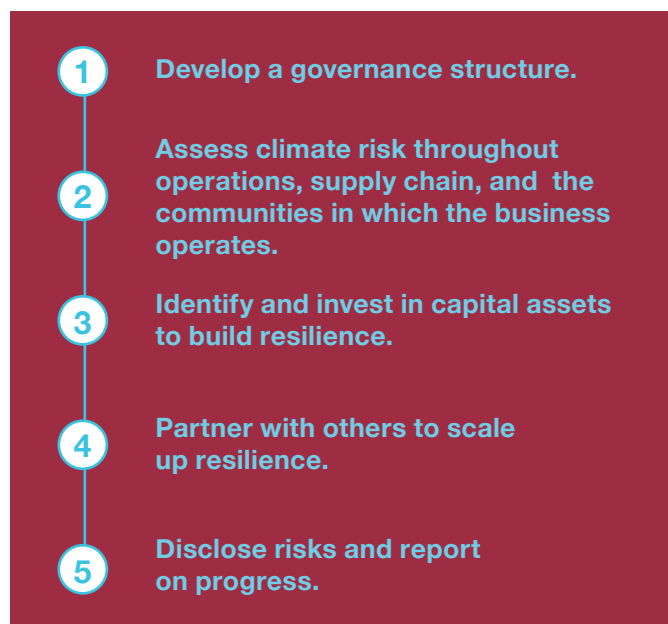 1 Develop a governance structure.
Assess climate risk throughout
operations, supply chain, and the
2 communities in which the business
operates.
3 Identify and invest in capital assets
to build resilience.
4 Partner with others to scale
up resilience.
5 Disclose risks and report
on progress.